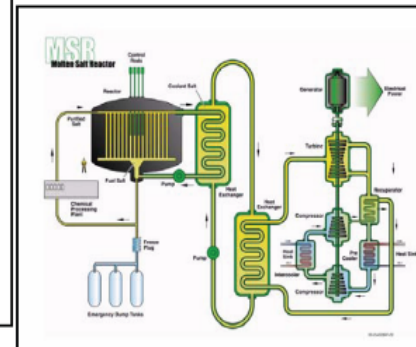 MSR
Molten Salt Reactor
Control
Rods
Reactor
Coolant Salt
Purified
Salt
Fuel Salt
Pump
Chemical
Processing
Plant
Freeze
Plug
Emergency Dump Tanks
Heat
Exchanger
Pump
Heat
Exchanger
Generator
Electrical
Power
Turbine
Recuperator
Compressor
Heat
Sink
Intercooler
Pre
Cooler
Heat Sink
Compressor